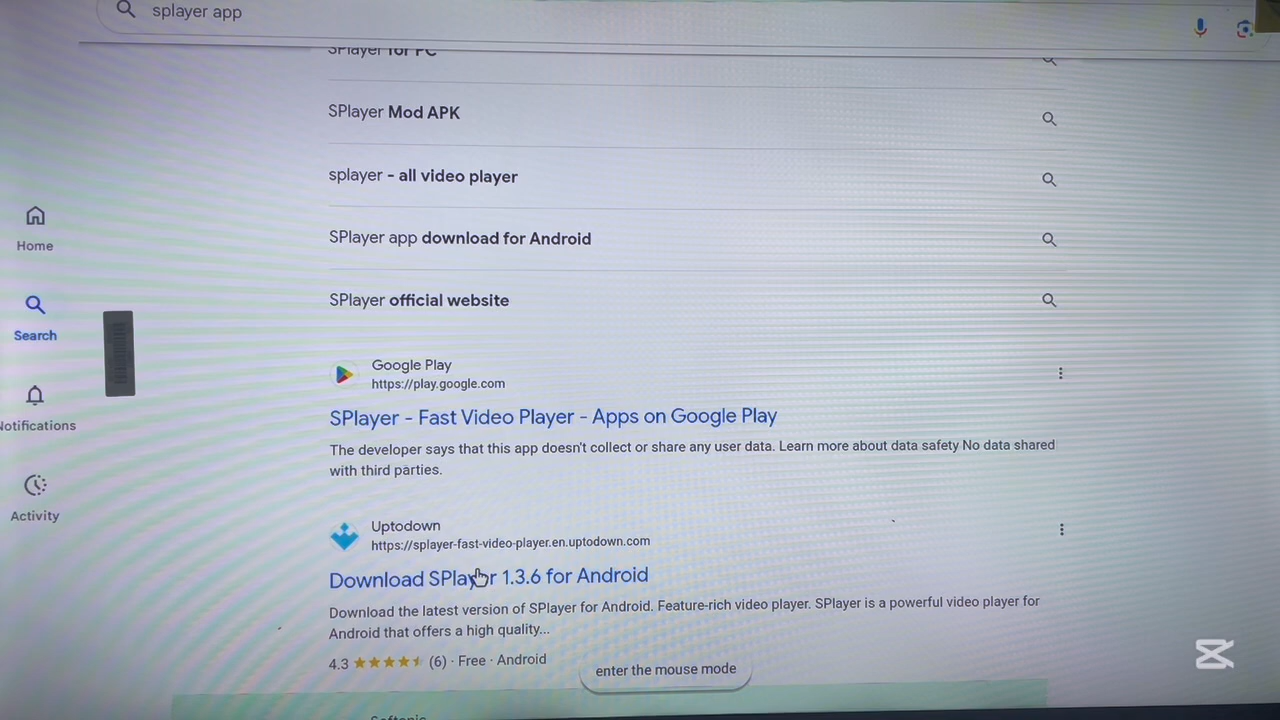 splayer app
SPlayer for PC
SPlayer Mod APK
splayer - all video player
SPlayer app download for Android
SPlayer official website
Home
Search
Notifications
Activity
Google Play
https://play.google.com
SPlayer - Fast Video Player - Apps on Google Play
The developer says that this app doesn't collect or share any user data. Learn more about data safety No data shared
with third parties.
Uptodown
https://splayer-fast-video-player.en.uptodown.com
Download SPlayer 1.3.6 for Android
Download the latest version of SPlayer for Android. Feature-rich video player. SPlayer is a powerful video player for
Android that offers a high quality...
4.3 (6) · Free · Android
enter the mouse mode
Softonic